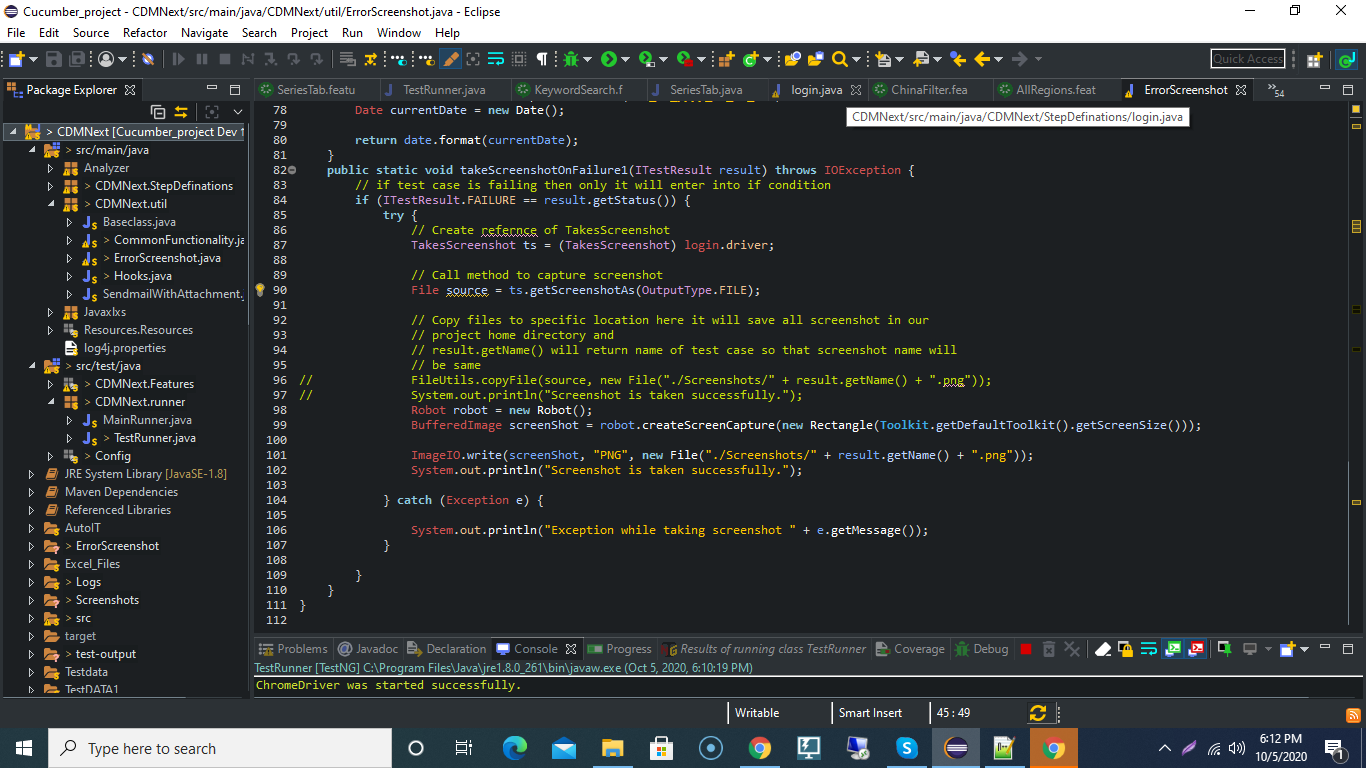 Cucumber_project - CDMNext/src/main/java/CDMNext/util/ErrorScreenshot.java - Eclipse
File Edit Source Refactor Navigate Search Project Run Window Help
Quick Access
Package Explorer
SeriesTab.featu TestRunner.java KeywordSearch.f SeriesTab.java login.java ChinaFilter.fea AllRegions.feat ErrorScreenshot »54
CDMNext/src/main/java/CDMNext/StepDefinations/login.java
> CDMNext [Cucumber_project Dev ↑
> src/main/java
Analyzer
> CDMNext.StepDefinations
> CDMNext.util
Baseclass.java
> CommonFunctionality.ja
> ErrorScreenshot.java
> Hooks.java
SendmailWithAttachment.
Javaxlxs
Resources.Resources
log4j.properties
> src/test/java
> CDMNext.Features
> CDMNext.runner
MainRunner.java
> TestRunner.java
> Config
JRE System Library [JavaSE-1.8]
Maven Dependencies
Referenced Libraries
AutoIT
> ErrorScreenshot
Excel_Files
> Logs
> Screenshots
> src
target
> test-output
Testdata
TestDATA1
78 Date currentDate = new Date();
79
80 return date.format(currentDate);
81 }
82 public static void takeScreenshotOnFailure1(ITestResult result) throws IOException {
83 // if test case is failing then only it will enter into if condition
84 if (ITestResult.FAILURE == result.getStatus()) {
85 try {
86 // Create refernce of TakesScreenshot
87 TakesScreenshot ts = (TakesScreenshot) login.driver;
88
89 // Call method to capture screenshot
90 File source = ts.getScreenshotAs(OutputType.FILE);
91
92 // Copy files to specific location here it will save all screenshot in our
93 // project home directory and
94 // result.getName() will return name of test case so that screenshot name will
95 // be same
96 // FileUtils.copyFile(source, new File("./Screenshots/" + result.getName() + ".png"));
97 // System.out.println("Screenshot is taken successfully.");
98 Robot robot = new Robot();
99 BufferedImage screenShot = robot.createScreenCapture(new Rectangle(Toolkit.getDefaultToolkit().getScreenSize()));
100
101 ImageIO.write(screenShot, "PNG", new File("./Screenshots/" + result.getName() + ".png"));
102 System.out.println("Screenshot is taken successfully.");
103
104 } catch (Exception e) {
105
106 System.out.println("Exception while taking screenshot " + e.getMessage());
107 }
108
109 }
110 }
111 }
112
Problems Javadoc Declaration Console Progress Results of running class TestRunner Coverage Debug
TestRunner [TestNG] C:\Program Files\Java\jre1.8.0_261\bin\javaw.exe (Oct 5, 2020, 6:10:19 PM)
ChromeDriver was started successfully.
Writable Smart Insert 45 : 49
Type here to search
6:12 PM
10/5/2020
1